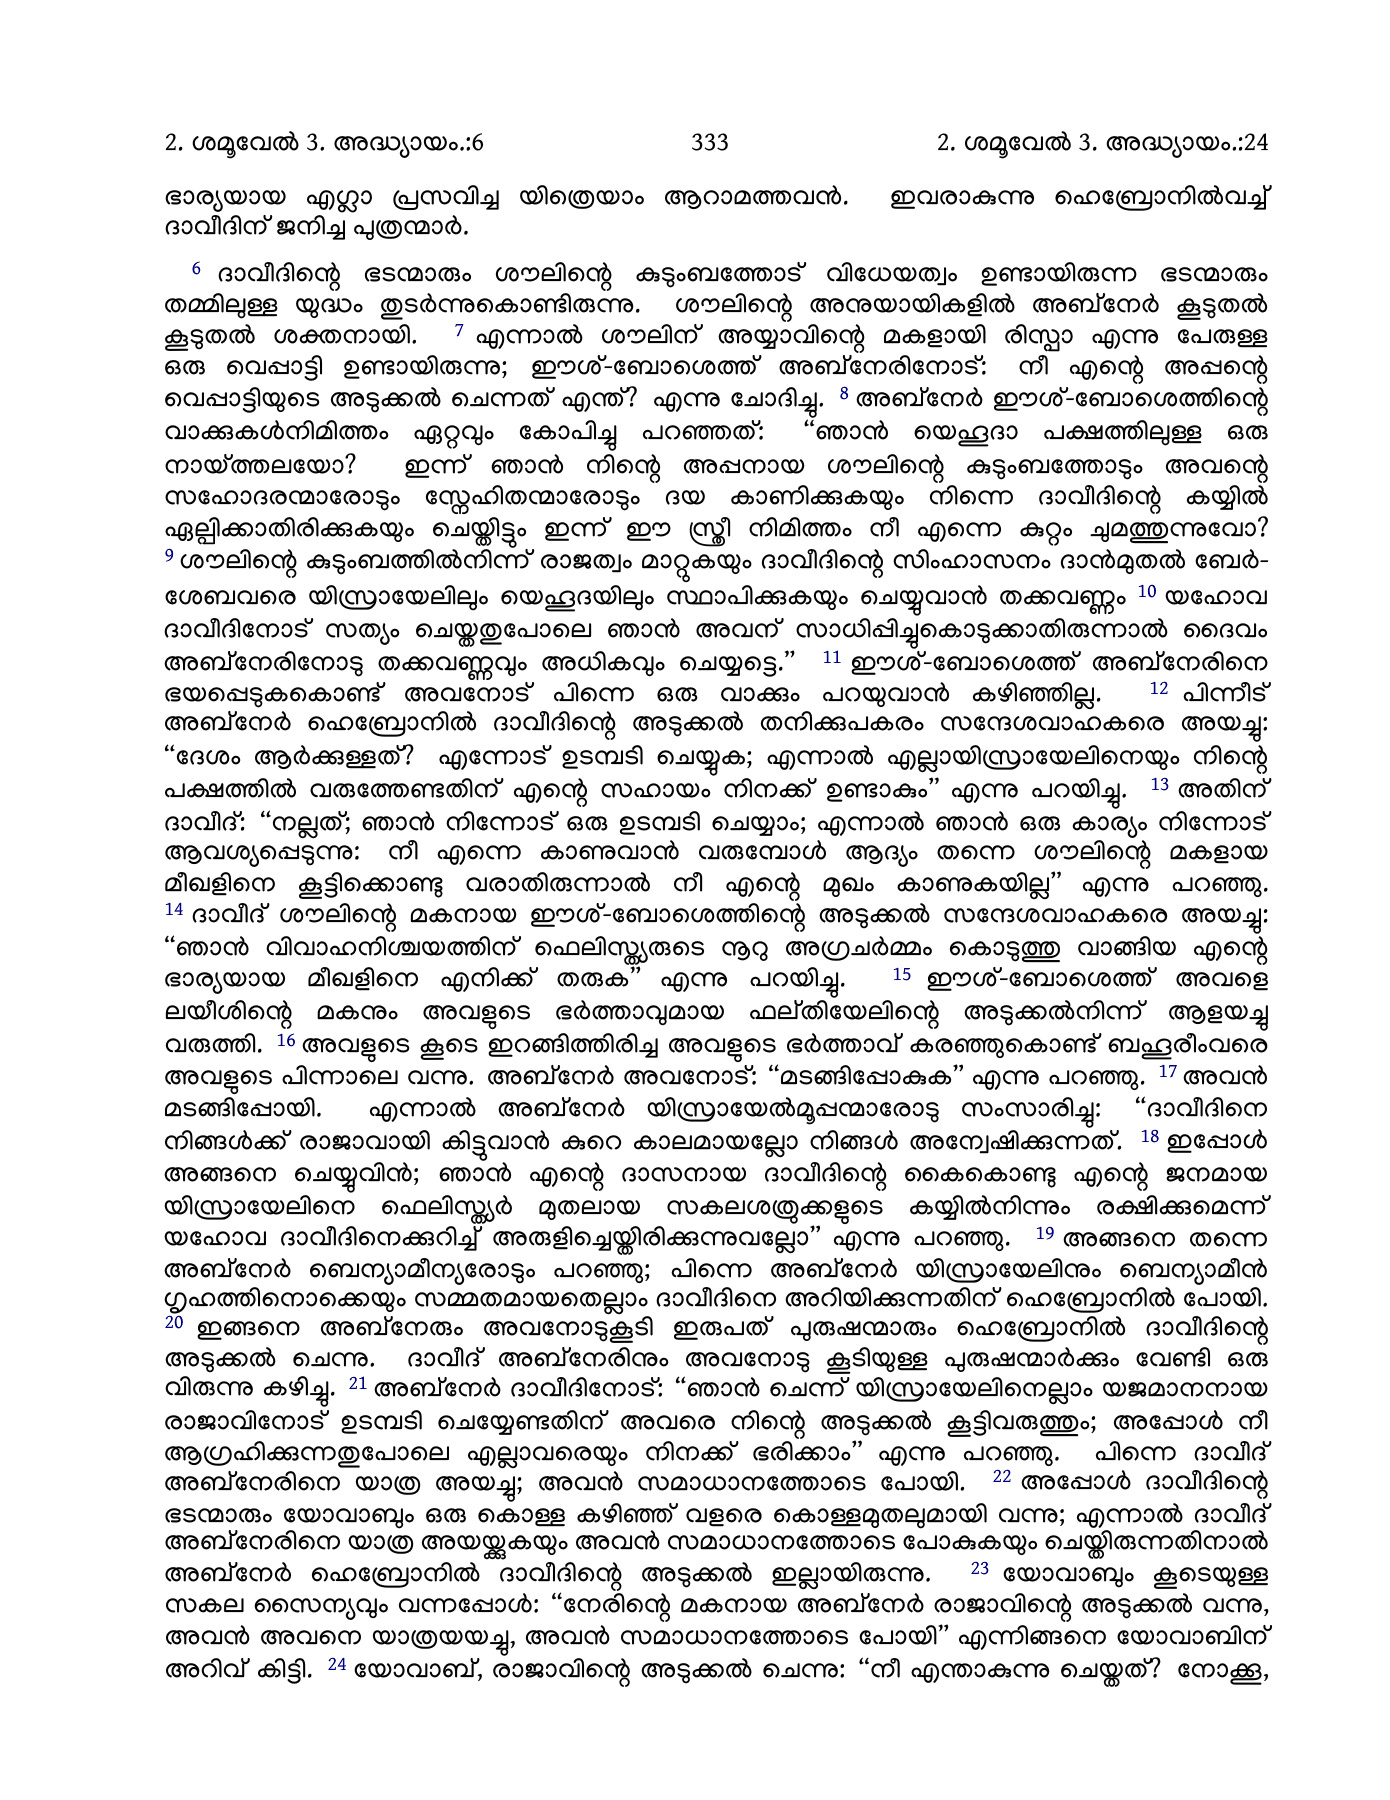 2. ശമൂവേൽ 3. അദ്ധ്യായം.:6 333 2. ശമൂവേൽ 3. അദ്ധ്യായം.:24
ഭാര്യയായ എഗ്ലാ പ്രസവിച്ച യിത്രെയാം ആറാമത്തവൻ. ഇവരാകുന്നു ഹെബ്രോനിൽവച്ച്
ദാവീദിന് ജനിച്ച പുത്രന്മാർ.
6 ദാവീദിന്റെ ഭടന്മാരും ശൗലിന്റെ കുടുംബത്തോട് വിധേയത്വം ഉണ്ടായിരുന്ന ഭടന്മാരും
തമ്മിലുള്ള യുദ്ധം തുടർന്നുകൊണ്ടിരുന്നു. ശൗലിന്റെ അനുയായികളിൽ അബ്നേർ കൂടുതൽ
കൂടുതൽ ശക്തനായി. 7 എന്നാൽ ശൗലിന് അയ്യാവിന്റെ മകളായി രിസ്പാ എന്നു പേരുള്ള
ഒരു വെപ്പാട്ടി ഉണ്ടായിരുന്നു; ഈശ്-ബോശെത്ത് അബ്നേരിനോട്: നീ എന്റെ അപ്പന്റെ
വെപ്പാട്ടിയുടെ അടുക്കൽ ചെന്നത് എന്ത്? എന്നു ചോദിച്ചു. 8 അബ്നേർ ഈശ്-ബോശെത്തിന്റെ
വാക്കുകൾനിമിത്തം ഏറ്റവും കോപിച്ചു പറഞ്ഞത്: “ഞാൻ യെഹൂദാ പക്ഷത്തിലുള്ള ഒരു
നായ്ത്തലയോ? ഇന്ന് ഞാൻ നിന്റെ അപ്പനായ ശൗലിന്റെ കുടുംബത്തോടും അവന്റെ
സഹോദരന്മാരോടും സ്നേഹിതന്മാരോടും ദയ കാണിക്കുകയും നിന്നെ ദാവീദിന്റെ കയ്യിൽ
ഏല്പിക്കാതിരിക്കുകയും ചെയ്തിട്ടും ഇന്ന് ഈ സ്ത്രീ നിമിത്തം നീ എന്നെ കുറ്റം ചുമത്തുന്നുവോ?
9 ശൗലിന്റെ കുടുംബത്തിൽനിന്ന് രാജത്വം മാറ്റുകയും ദാവീദിന്റെ സിംഹാസനം ദാൻമുതൽ ബേർ-
ശേബവരെ യിസ്രായേലിലും യെഹൂദയിലും സ്ഥാപിക്കുകയും ചെയ്യുവാൻ തക്കവണ്ണം 10 യഹോവ
ദാവീദിനോട് സത്യം ചെയ്തതുപോലെ ഞാൻ അവന് സാധിപ്പിച്ചുകൊടുക്കാതിരുന്നാൽ ദൈവം
അബ്നേരിനോടു തക്കവണ്ണവും അധികവും ചെയ്യട്ടെ.” 11 ഈശ്-ബോശെത്ത് അബ്നേരിനെ
ഭയപ്പെടുകകൊണ്ട് അവനോട് പിന്നെ ഒരു വാക്കും പറയുവാൻ കഴിഞ്ഞില്ല. 12 പിന്നീട്
അബ്നേർ ഹെബ്രോനിൽ ദാവീദിന്റെ അടുക്കൽ തനിക്കുപകരം സന്ദേശവാഹകരെ അയച്ചു:
“ദേശം ആർക്കുള്ളത്? എന്നോട് ഉടമ്പടി ചെയ്യുക; എന്നാൽ എല്ലായിസ്രായേലിനെയും നിന്റെ
പക്ഷത്തിൽ വരുത്തേണ്ടതിന് എന്റെ സഹായം നിനക്ക് ഉണ്ടാകും” എന്നു പറയിച്ചു. 13 അതിന്
ദാവീദ്: “നല്ലത്; ഞാൻ നിന്നോട് ഒരു ഉടമ്പടി ചെയ്യാം; എന്നാൽ ഞാൻ ഒരു കാര്യം നിന്നോട്
ആവശ്യപ്പെടുന്നു: നീ എന്നെ കാണുവാൻ വരുമ്പോൾ ആദ്യം തന്നെ ശൗലിന്റെ മകളായ
മീഖളിനെ കൂട്ടിക്കൊണ്ടു വരാതിരുന്നാൽ നീ എന്റെ മുഖം കാണുകയില്ല” എന്നു പറഞ്ഞു.
14 ദാവീദ് ശൗലിന്റെ മകനായ ഈശ്-ബോശെത്തിന്റെ അടുക്കൽ സന്ദേശവാഹകരെ അയച്ചു:
“ഞാൻ വിവാഹനിശ്ചയത്തിന് ഫെലിസ്ത്യരുടെ നൂറു അഗ്രചർമ്മം കൊടുത്തു വാങ്ങിയ എന്റെ
ഭാര്യയായ മീഖളിനെ എനിക്ക് തരുക” എന്നു പറയിച്ചു. 15 ഈശ്-ബോശെത്ത് അവളെ
ലയീശിന്റെ മകനും അവളുടെ ഭർത്താവുമായ ഫല്തിയേലിന്റെ അടുക്കൽനിന്ന് ആളയച്ചു
വരുത്തി. 16 അവളുടെ കൂടെ ഇറങ്ങിത്തിരിച്ച അവളുടെ ഭർത്താവ് കരഞ്ഞുകൊണ്ട് ബഹൂരീംവരെ
അവളുടെ പിന്നാലെ വന്നു. അബ്നേർ അവനോട്: “മടങ്ങിപ്പോകുക” എന്നു പറഞ്ഞു. 17 അവൻ
മടങ്ങിപ്പോയി. എന്നാൽ അബ്നേർ യിസ്രായേൽമൂപ്പന്മാരോടു സംസാരിച്ചു: “ദാവീദിനെ
നിങ്ങൾക്ക് രാജാവായി കിട്ടുവാൻ കുറെ കാലമായല്ലോ നിങ്ങൾ അന്വേഷിക്കുന്നത്. 18 ഇപ്പോൾ
അങ്ങനെ ചെയ്യുവിൻ; ഞാൻ എന്റെ ദാസനായ ദാവീദിന്റെ കൈകൊണ്ടു എന്റെ ജനമായ
യിസ്രായേലിനെ ഫെലിസ്ത്യർ മുതലായ സകലശത്രുക്കളുടെ കയ്യിൽനിന്നും രക്ഷിക്കുമെന്ന്
യഹോവ ദാവീദിനെക്കുറിച്ച് അരുളിച്ചെയ്തിരിക്കുന്നുവല്ലോ” എന്നു പറഞ്ഞു. 19 അങ്ങനെ തന്നെ
അബ്നേർ ബെന്യാമീന്യരോടും പറഞ്ഞു; പിന്നെ അബ്നേർ യിസ്രായേലിനും ബെന്യാമീൻ
ഗൃഹത്തിനൊക്കെയും സമ്മതമായതെല്ലാം ദാവീദിനെ അറിയിക്കുന്നതിന് ഹെബ്രോനിൽ പോയി.
20 ഇങ്ങനെ അബ്നേരും അവനോടുകൂടി ഇരുപത് പുരുഷന്മാരും ഹെബ്രോനിൽ ദാവീദിന്റെ
അടുക്കൽ ചെന്നു. ദാവീദ് അബ്നേരിനും അവനോടു കൂടിയുള്ള പുരുഷന്മാർക്കും വേണ്ടി ഒരു
വിരുന്നു കഴിച്ചു. 21 അബ്നേർ ദാവീദിനോട്: “ഞാൻ ചെന്ന് യിസ്രായേലിനെല്ലാം യജമാനനായ
രാജാവിനോട് ഉടമ്പടി ചെയ്യേണ്ടതിന് അവരെ നിന്റെ അടുക്കൽ കൂട്ടിവരുത്തും; അപ്പോൾ നീ
ആഗ്രഹിക്കുന്നതുപോലെ എല്ലാവരെയും നിനക്ക് ഭരിക്കാം” എന്നു പറഞ്ഞു. പിന്നെ ദാവീദ്
അബ്നേരിനെ യാത്ര അയച്ചു; അവൻ സമാധാനത്തോടെ പോയി. 22 അപ്പോൾ ദാവീദിന്റെ
ഭടന്മാരും യോവാബും ഒരു കൊള്ള കഴിഞ്ഞ് വളരെ കൊള്ളമുതലുമായി വന്നു; എന്നാൽ ദാവീദ്
അബ്നേരിനെ യാത്ര അയയ്ക്കുകയും അവൻ സമാധാനത്തോടെ പോകുകയും ചെയ്തിരുന്നതിനാൽ
അബ്നേർ ഹെബ്രോനിൽ ദാവീദിന്റെ അടുക്കൽ ഇല്ലായിരുന്നു. 23 യോവാബും കൂടെയുള്ള
സകല സൈന്യവും വന്നപ്പോൾ: “നേരിന്റെ മകനായ അബ്നേർ രാജാവിന്റെ അടുക്കൽ വന്നു,
അവൻ അവനെ യാത്രയയച്ചു, അവൻ സമാധാനത്തോടെ പോയി” എന്നിങ്ങനെ യോവാബിന്
അറിവ് കിട്ടി. 24 യോവാബ്, രാജാവിന്റെ അടുക്കൽ ചെന്നു: “നീ എന്താകുന്നു ചെയ്തത്? നോക്കൂ,